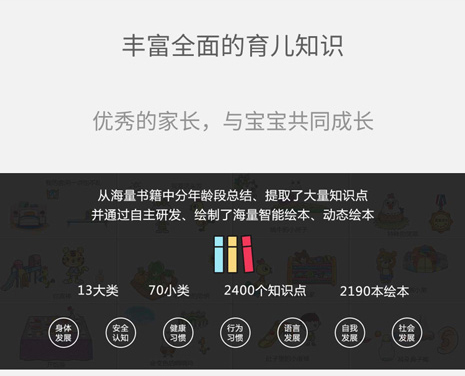 丰富全面的育儿知识
优秀的家长，与宝宝共同成长
从海量书籍中分年龄段总结、提取了大量知识点
并通过自主研发、绘制了海量智能绘本、动态绘本
13大类 70小类 2400个知识点 2190本绘本
身体 安全 健康 行为 语言 自我 社会
发展 认知 习惯 习惯 发展 发展 发展